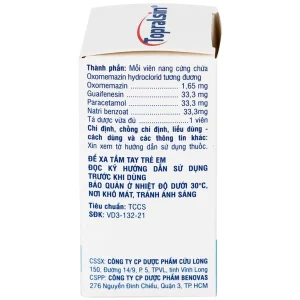 Topralsin®
Thành phần: Mỗi viên nang cứng chứa
Oxomemazin hydroclorid tương đương
Oxomemazin 1,65 mg
Guaifenesin 33,3 mg
Paracetamol 33,3 mg
Natri benzoat 33,3mg
Tá dược vừa đủ 1 viên
Chỉ định, chống chỉ định, liều dùng -
cách dùng và các thông tin khác:
Xin xem tờ hướng dẫn sử dụng thuốc.
ĐỂ XA TẦM TAY TRẺ EM
ĐỌC KỸ HƯỚNG DẪN SỬ DỤNG
TRƯỚC KHI DÙNG
BẢO QUẢN Ở NHIỆT ĐỘ DƯỚI 30°C,
NƠI KHÔ MÁT, TRÁNH ÁNH SÁNG
Tiêu chuẩn: TCCS
SĐK: VD3-132-21
CSSX: CÔNG TY CP DƯỢC PHẨM CỬU LONG
150, Đường 14/9, P. 5, TPVL, tỉnh Vĩnh Long
CSPP: CÔNG TY CP DƯỢC PHẨM BENOVAS
276 Nguyễn Đình Chiểu, Quận 3, TP. HCM